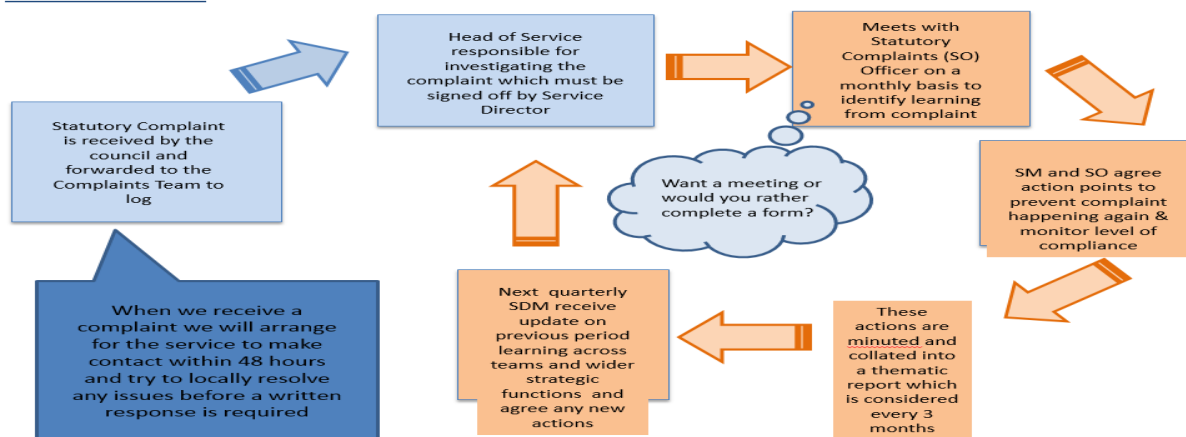 Statutory Complaint
is received by the
council and
forwarded to the
Complaints Team to
log
When we receive a
complaint we will arrange
for the service to make
contact within 48 hours
and try to locally resolve
any issues before a written
response is required
Head of Service
responsible for
investigating the
complaint which must be
signed off by Service
Director
Meets with
Statutory
Complaints (SO)
Officer on a
monthly basis to
identify learning
from complaint
Want a meeting or
would you rather
complete a form?
SM and SO agree
action points to
prevent complaint
happening again &
monitor level of
compliance
These
actions are
minuted and
collated into
a thematic
report which
is considered
every 3
months
Next quarterly
SDM receive
update on
previous period
learning across
teams and wider
strategic
functions and
agree any new
actions